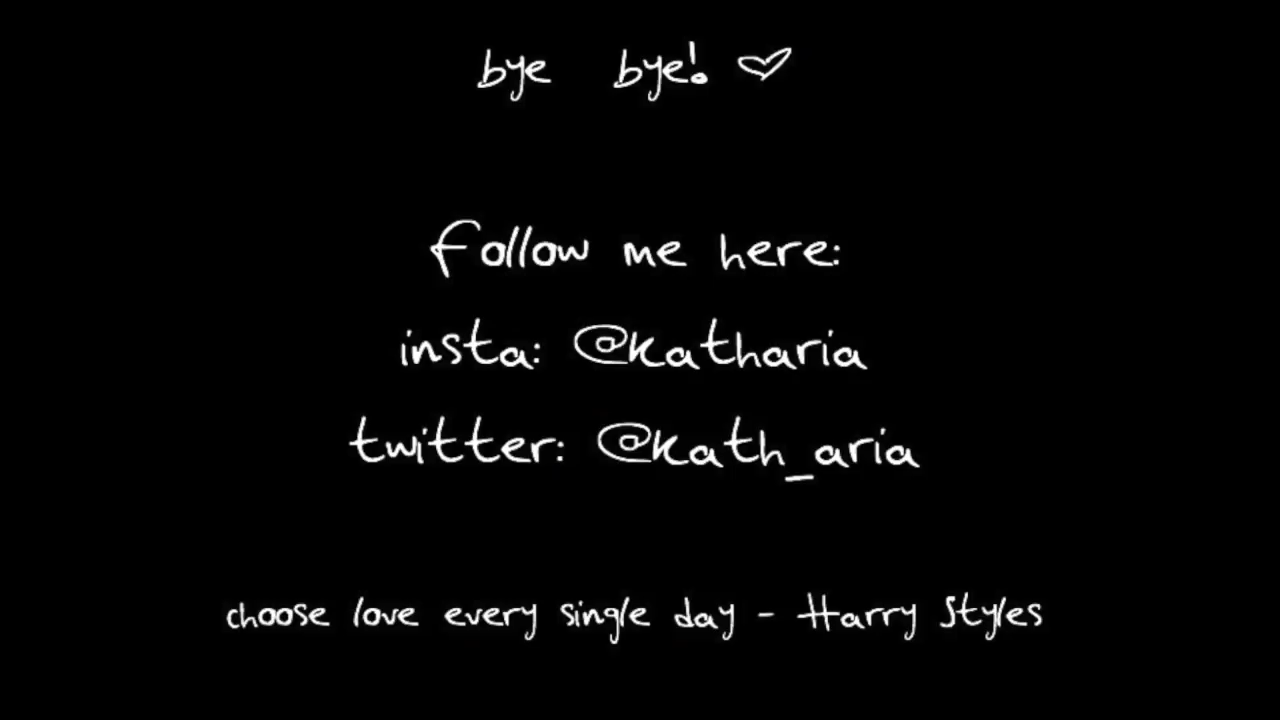 bye bye! ♡
follow me here:
insta: @katharia
twitter: @kath_aria
choose love every single day - Harry Styles